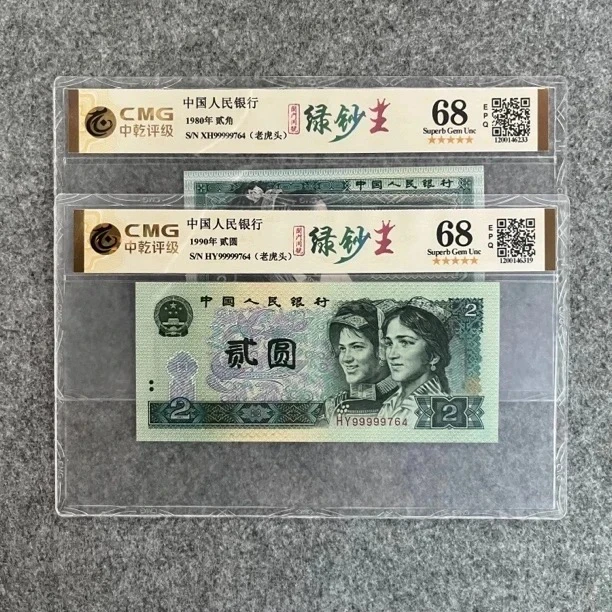 CMG
中乾评级
中国人民银行
1980年 贰角
S/N XH99999764（老虎头）
绿钞王
68
Superb Gem Unc
EPQ
1200146233
中国人民银行
CMG
中乾评级
中国人民银行
1990年 贰圆
S/N HY99999764（老虎头）
绿钞王
68
Superb Gem Unc
EPQ
1200146319
中国人民银行
2
贰圆
2
HY99999764
2